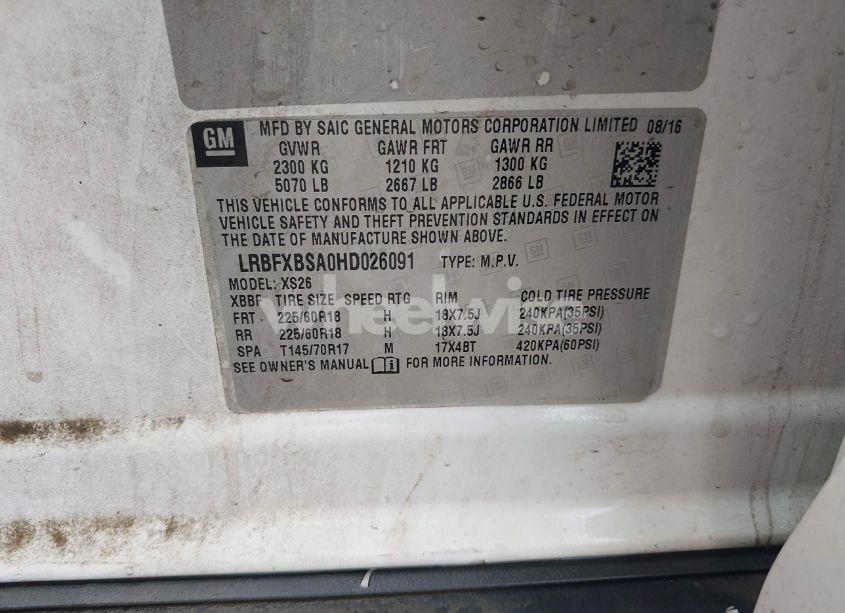 GM
MFD BY SAIC GENERAL MOTORS CORPORATION LIMITED 08/16
GVWR GAWR FRT GAWR RR
2300 KG 1210 KG 1300 KG
5070 LB 2667 LB 2866 LB
THIS VEHICLE CONFORMS TO ALL APPLICABLE U.S. FEDERAL MOTOR
VEHICLE SAFETY AND THEFT PREVENTION STANDARDS IN EFFECT ON
THE DATE OF MANUFACTURE SHOWN ABOVE.
LRBFXBSA0HD026091 TYPE: M.P.V.
MODEL: XS26
XBBF TIRE SIZE SPEED RTG RIM COLD TIRE PRESSURE
FRT 225/60R18 H 18X7.5J 240KPA(35PSI)
RR 225/60R18 H 18X7.5J 240KPA(35PSI)
SPA T145/70R17 M 17X4BT 420KPA(60PSI)
SEE OWNER'S MANUAL FOR MORE INFORMATION.